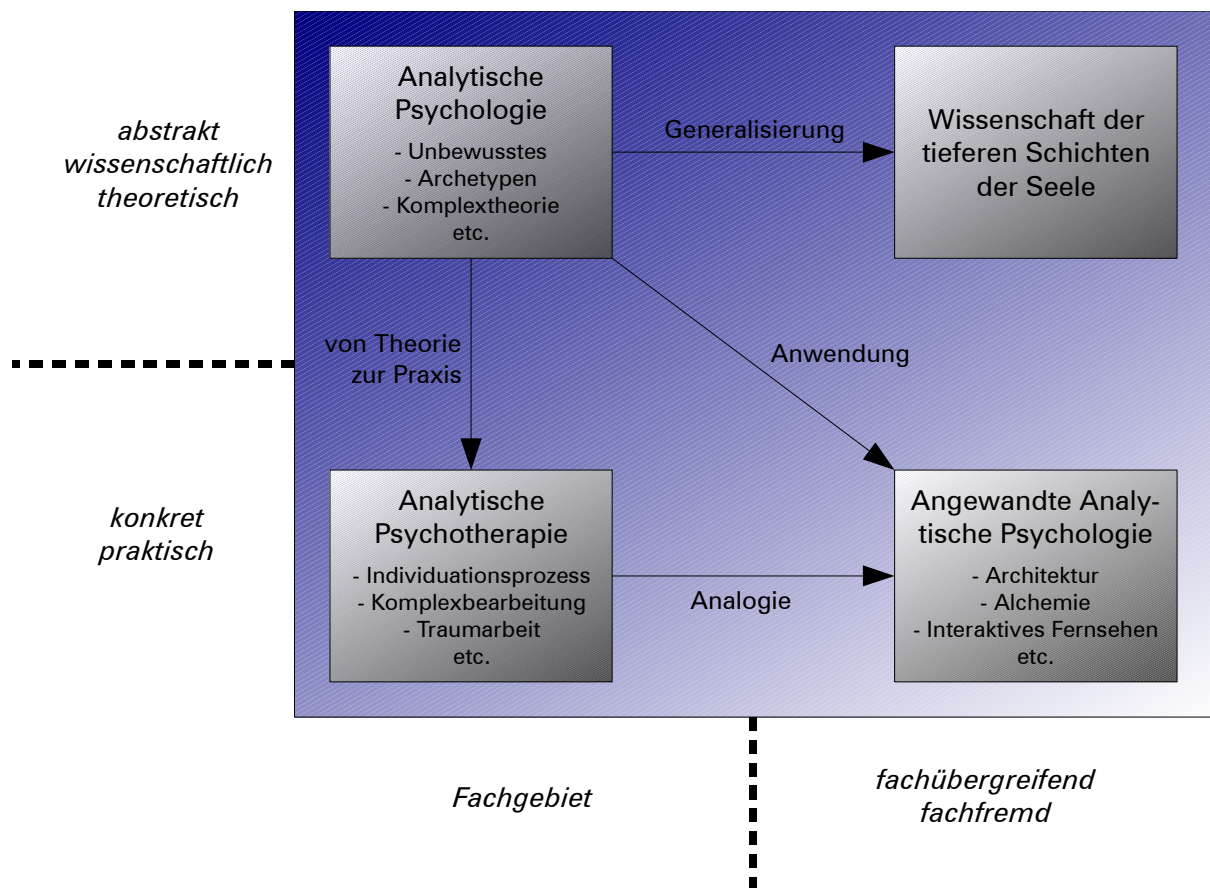 abstrakt
wissenschaftlich
theoretisch
Analytische
Psychologie
- Unbewusstes
- Archetypen
- Komplextheorie
etc.
Generalisierung
Wissenschaft der
tieferen Schichten
der Seele
von Theorie
zur Praxis
Anwendung
konkret
praktisch
Analytische
Psychotherapie
- Individuationsprozess
- Komplexbearbeitung
- Traumarbeit
etc.
Analogie
Angewandte Analy-
tische Psychologie
- Architektur
- Alchemie
- Interaktives Fernsehen
etc.
Fachgebiet
fachübergreifend
fachfremd